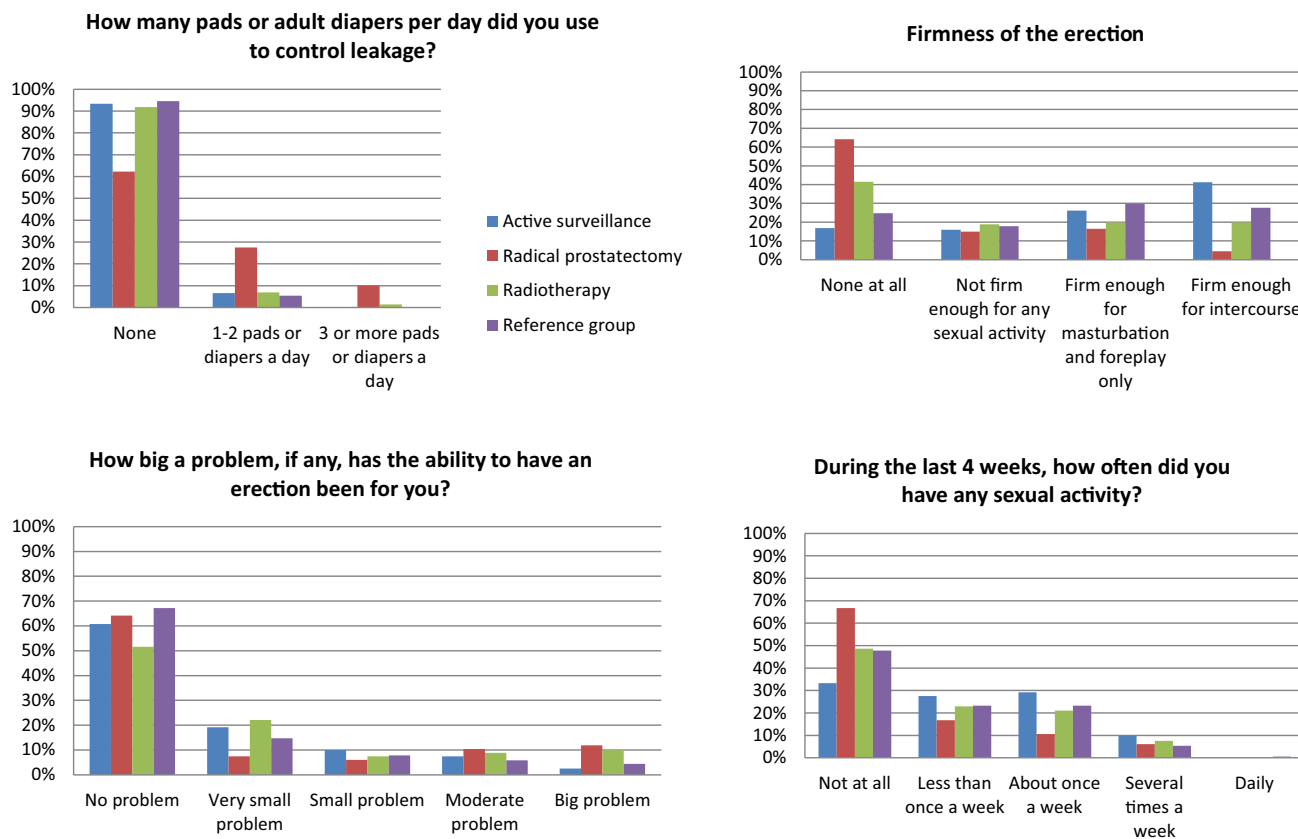 How many pads or adult diapers per day did you use
to control leakage?
100%
90%
80%
70%
60%
50%
40%
30%
20%
10%
0%
None
1-2 pads or
diapers a day
3 or more pads
or diapers a
day
Active surveillance
Radical prostatectomy
Radiotherapy
Reference group
Firmness of the erection
100%
90%
80%
70%
60%
50%
40%
30%
20%
10%
0%
None at all
Not firm
enough for any
sexual activity
Firm enough
for
masturbation
and foreplay
only
Firm enough
for intercourse
How big a problem, if any, has the ability to have an
erection been for you?
100%
90%
80%
70%
60%
50%
40%
30%
20%
10%
0%
No problem
Very small
problem
Small problem
Moderate
problem
Big problem
During the last 4 weeks, how often did you
have any sexual activity?
100%
90%
80%
70%
60%
50%
40%
30%
20%
10%
0%
Not at all
Less than
once a week
About once
a week
Several
times a
week
Daily